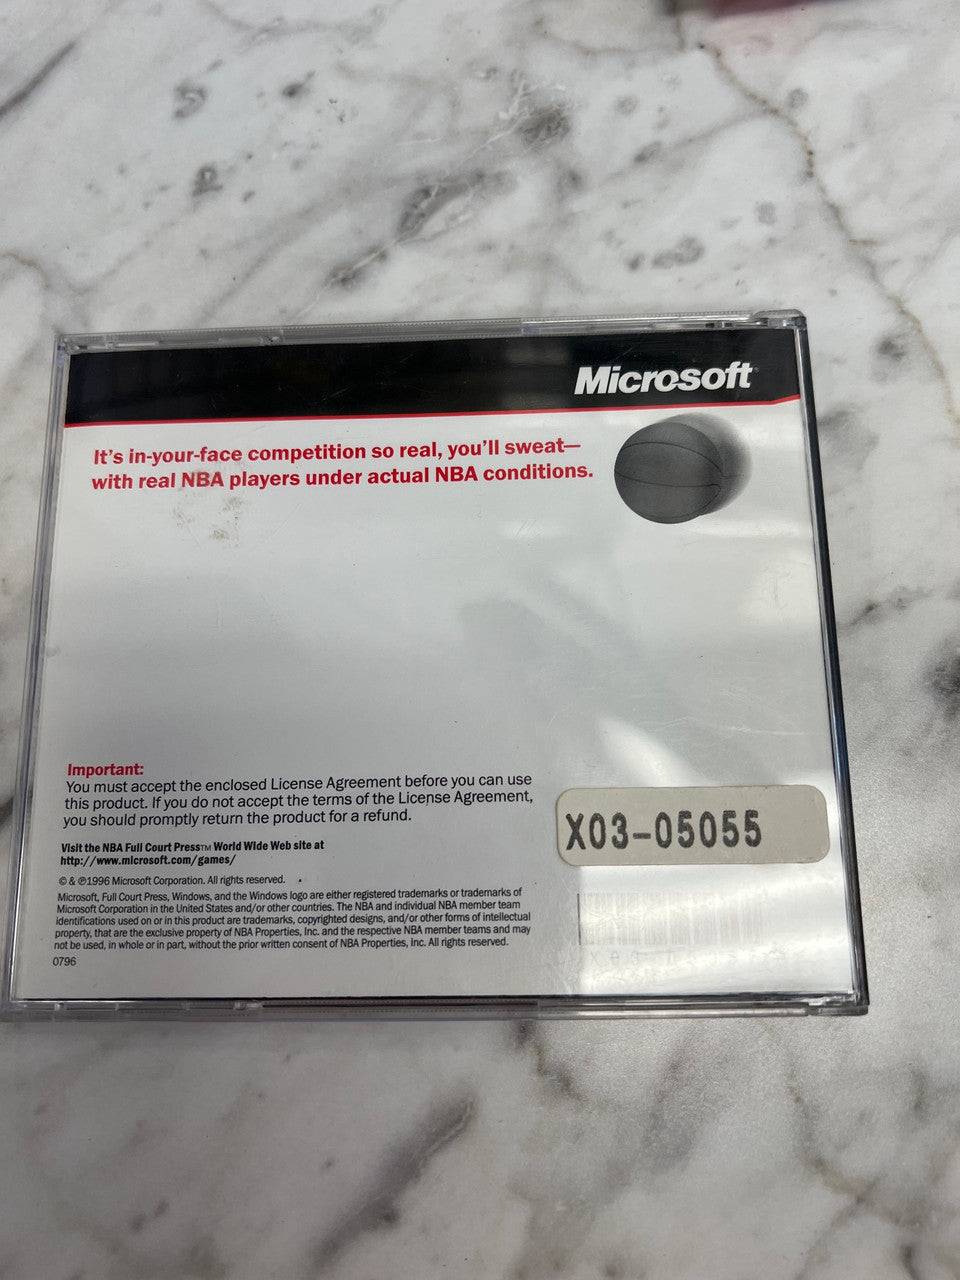 Microsoft
It's in-your-face competition so real, you'll sweat—
with real NBA players under actual NBA conditions.
Important:
You must accept the enclosed License Agreement before you can use
this product. If you do not accept the terms of the License Agreement,
you should promptly return the product for a refund.
Visit the NBA Full Court Press™ World Wide Web site at
http://www.microsoft.com/games/
© & ℗1996 Microsoft Corporation. All rights reserved.
Microsoft, Full Court Press, Windows, and the Windows logo are either registered trademarks or trademarks of
Microsoft Corporation in the United States and/or other countries. The NBA and individual NBA member team
identifications used on or in this product are trademarks, copyrighted designs, and/or other forms of intellectual
property, that are the exclusive property of NBA Properties, Inc. and the respective NBA member teams and may
not be used, in whole or in part, without the prior written consent of NBA Properties, Inc. All rights reserved.
0796
X03-05055